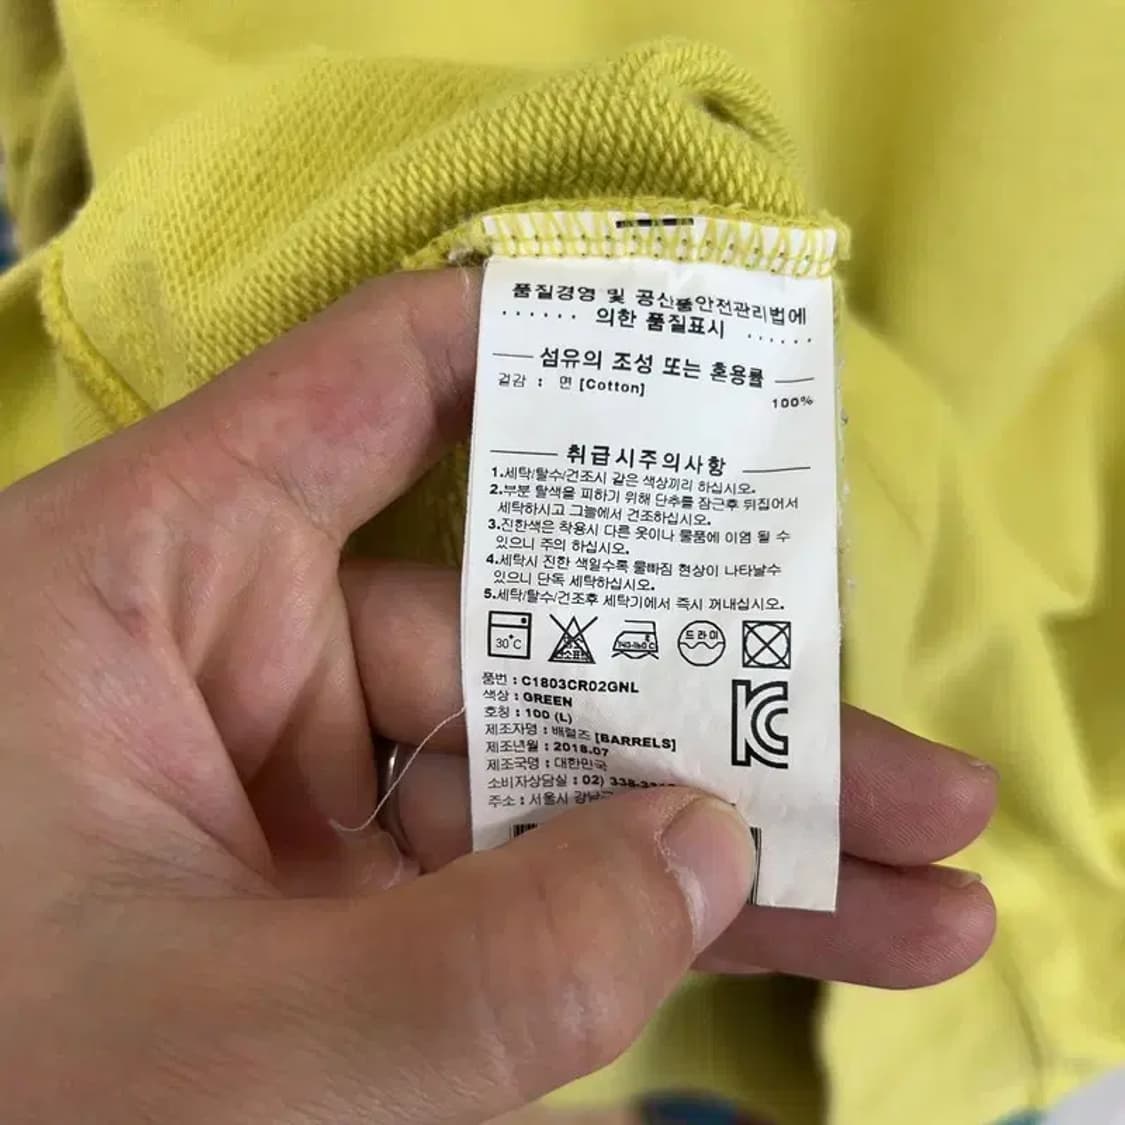 품질경영 및 공산품안전관리법에
의한 품질표시
섬유의 조성 또는 혼용률
겉감 : 면 [Cotton]
100%
취급시주의사항
1.세탁/탈수/건조시 같은 색상끼리 하십시오.
2.부분 탈색을 피하기 위해 단추를 잠근후 뒤집어서
세탁하시고 그늘에서 건조하십시오.
3.진한색은 착용시 다른 옷이나 물품에 이염 될 수
있으니 주의 하십시오.
4.세탁시 진한 색일수록 물빠짐 현상이 나타날수
있으니 단독 세탁하십시오.
5.세탁/탈수/건조후 세탁기에서 즉시 꺼내십시오.
30°C 드라이
품번 : C1803CR02GNL
색상 : GREEN
호칭 : 100 (L)
제조자명 : 배럴즈 [BARRELS]
제조년월 : 2018.07
제조국명 : 대한민국
소비자상담실 : 02)
주소 : 서울시 강남구